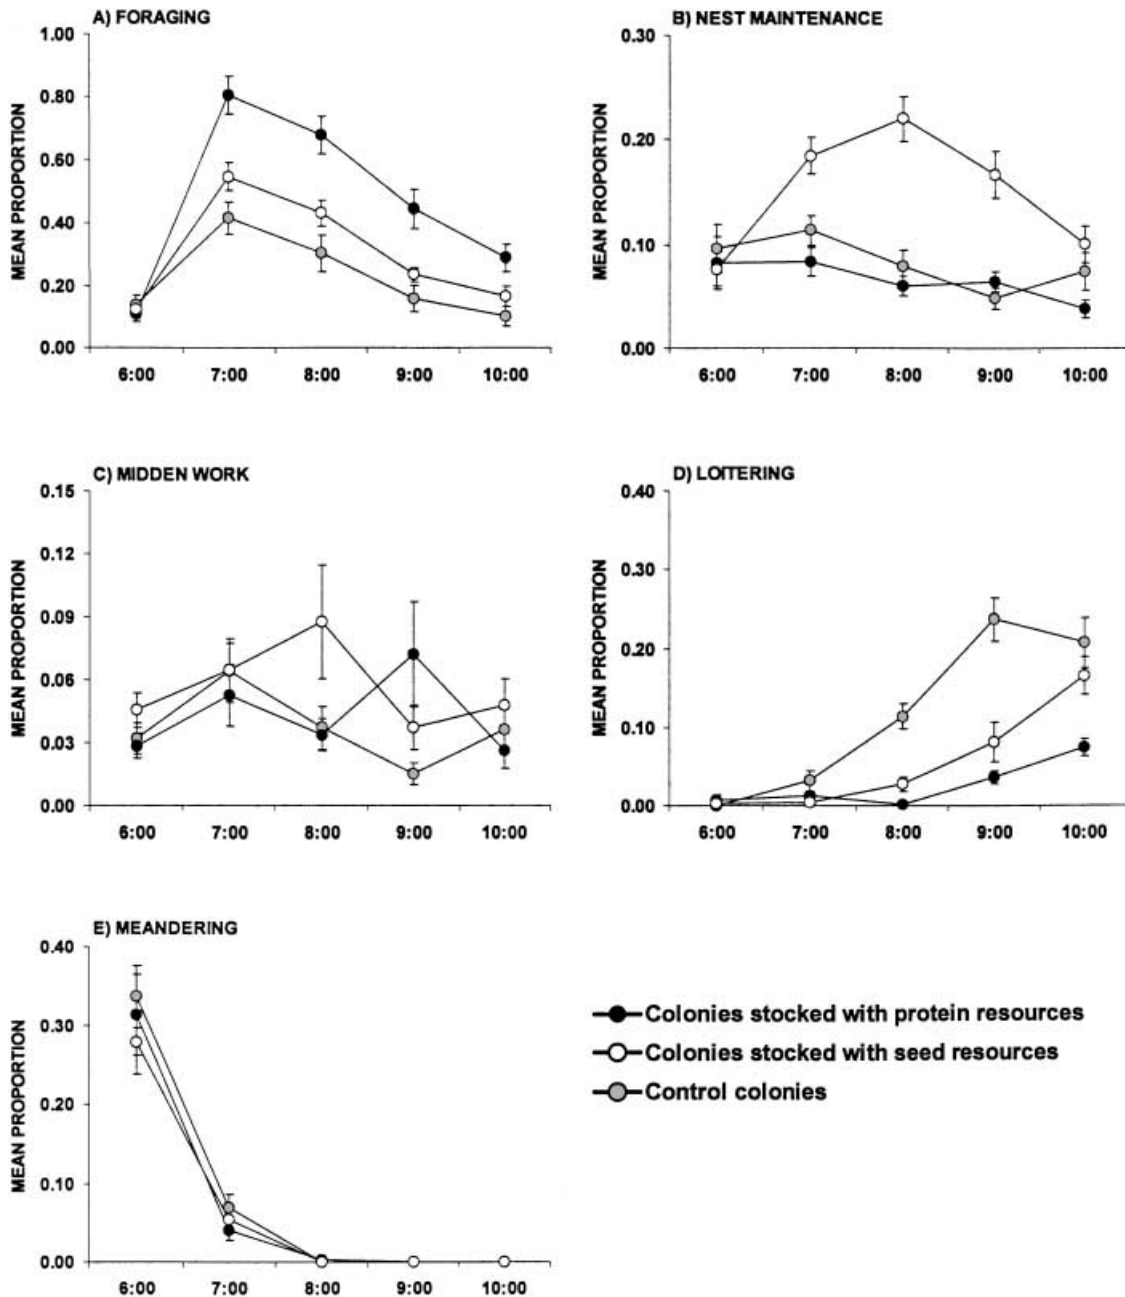 A) FORAGING
MEAN PROPORTION
1.00
0.80
0.60
0.40
0.20
0.00
6:00 7:00 8:00 9:00 10:00
B) NEST MAINTENANCE
MEAN PROPORTION
0.30
0.20
0.10
0.00
6:00 7:00 8:00 9:00 10:00
C) MIDDEN WORK
MEAN PROPORTION
0.15
0.12
0.09
0.06
0.03
0.00
6:00 7:00 8:00 9:00 10:00
D) LOITERING
MEAN PROPORTION
0.40
0.30
0.20
0.10
0.00
6:00 7:00 8:00 9:00 10:00
E) MEANDERING
MEAN PROPORTION
0.40
0.30
0.20
0.10
0.00
6:00 7:00 8:00 9:00 10:00
Colonies stocked with protein resources
Colonies stocked with seed resources
Control colonies